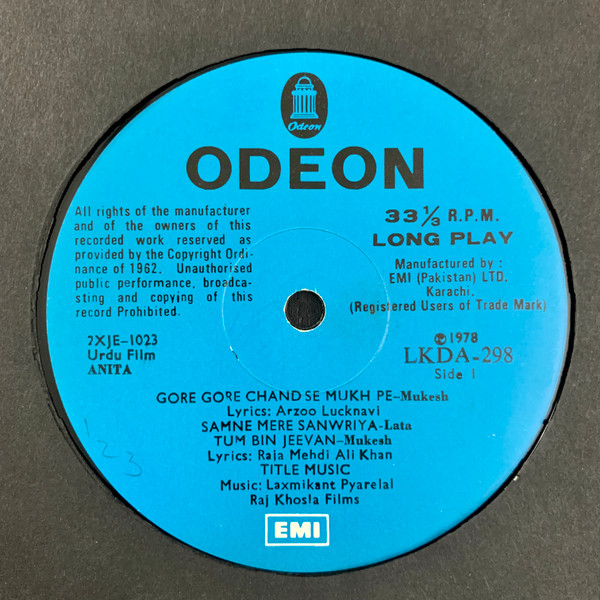 Odeon
ODEON
All rights of the manufacturer
and of the owners of this
recorded work reserved as
provided by the Copyright Ordi-
nance of 1962. Unauthorised
public performance, broadca-
sting and copying of this
record Prohibited.
33 1/3 R.P.M.
LONG PLAY
Manufactured by :
EMI (Pakistan) LTD.
Karachi.
(Registered Users of Trade Mark)
2XJE-1023
Urdu Film
ANITA
℗1978
LKDA-298
Side I
GORE GORE CHAND SE MUKH PE-Mukesh
Lyrics: Arzoo Lucknavi
SAMNE MERE SANWRIYA-Lata
TUM BIN JEEVAN-Mukesh
Lyrics: Raja Mehdi Ali Khan
TITLE MUSIC
Music: Laxmikant Pyarelal
Raj Khosla Films
123
EMI